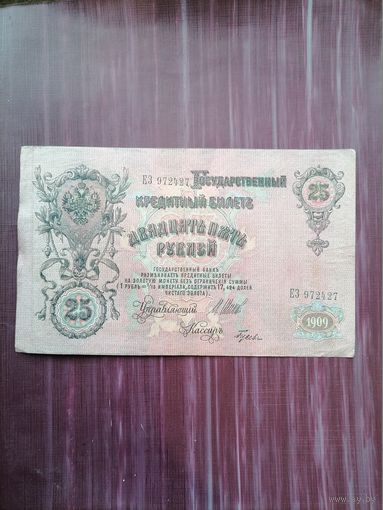 ЕЗ 972427 ГОСУДАРСТВЕННЫЙ
КРЕДИТНЫЙ БИЛЕТЪ
25
ДВАДЦАТЬ ПЯТЬ
РУБЛЕЙ
ГОСУДАРСТВЕННЫЙ БАНКЪ
РАЗМѢНИВАЕТЪ КРЕДИТНЫЕ БИЛЕТЫ
НА ЗОЛОТУЮ МОНЕТУ БЕЗЪ ОГРАНИЧЕНІЯ СУММЫ
(1 РУБЛЬ = 1/15 ИМПЕРІАЛА, СОДЕРЖИТЪ 17,424 ДОЛЕЙ
ЧИСТАГО ЗОЛОТА).
ЕЗ 972427
25
Управляющій
Кассиръ
1909